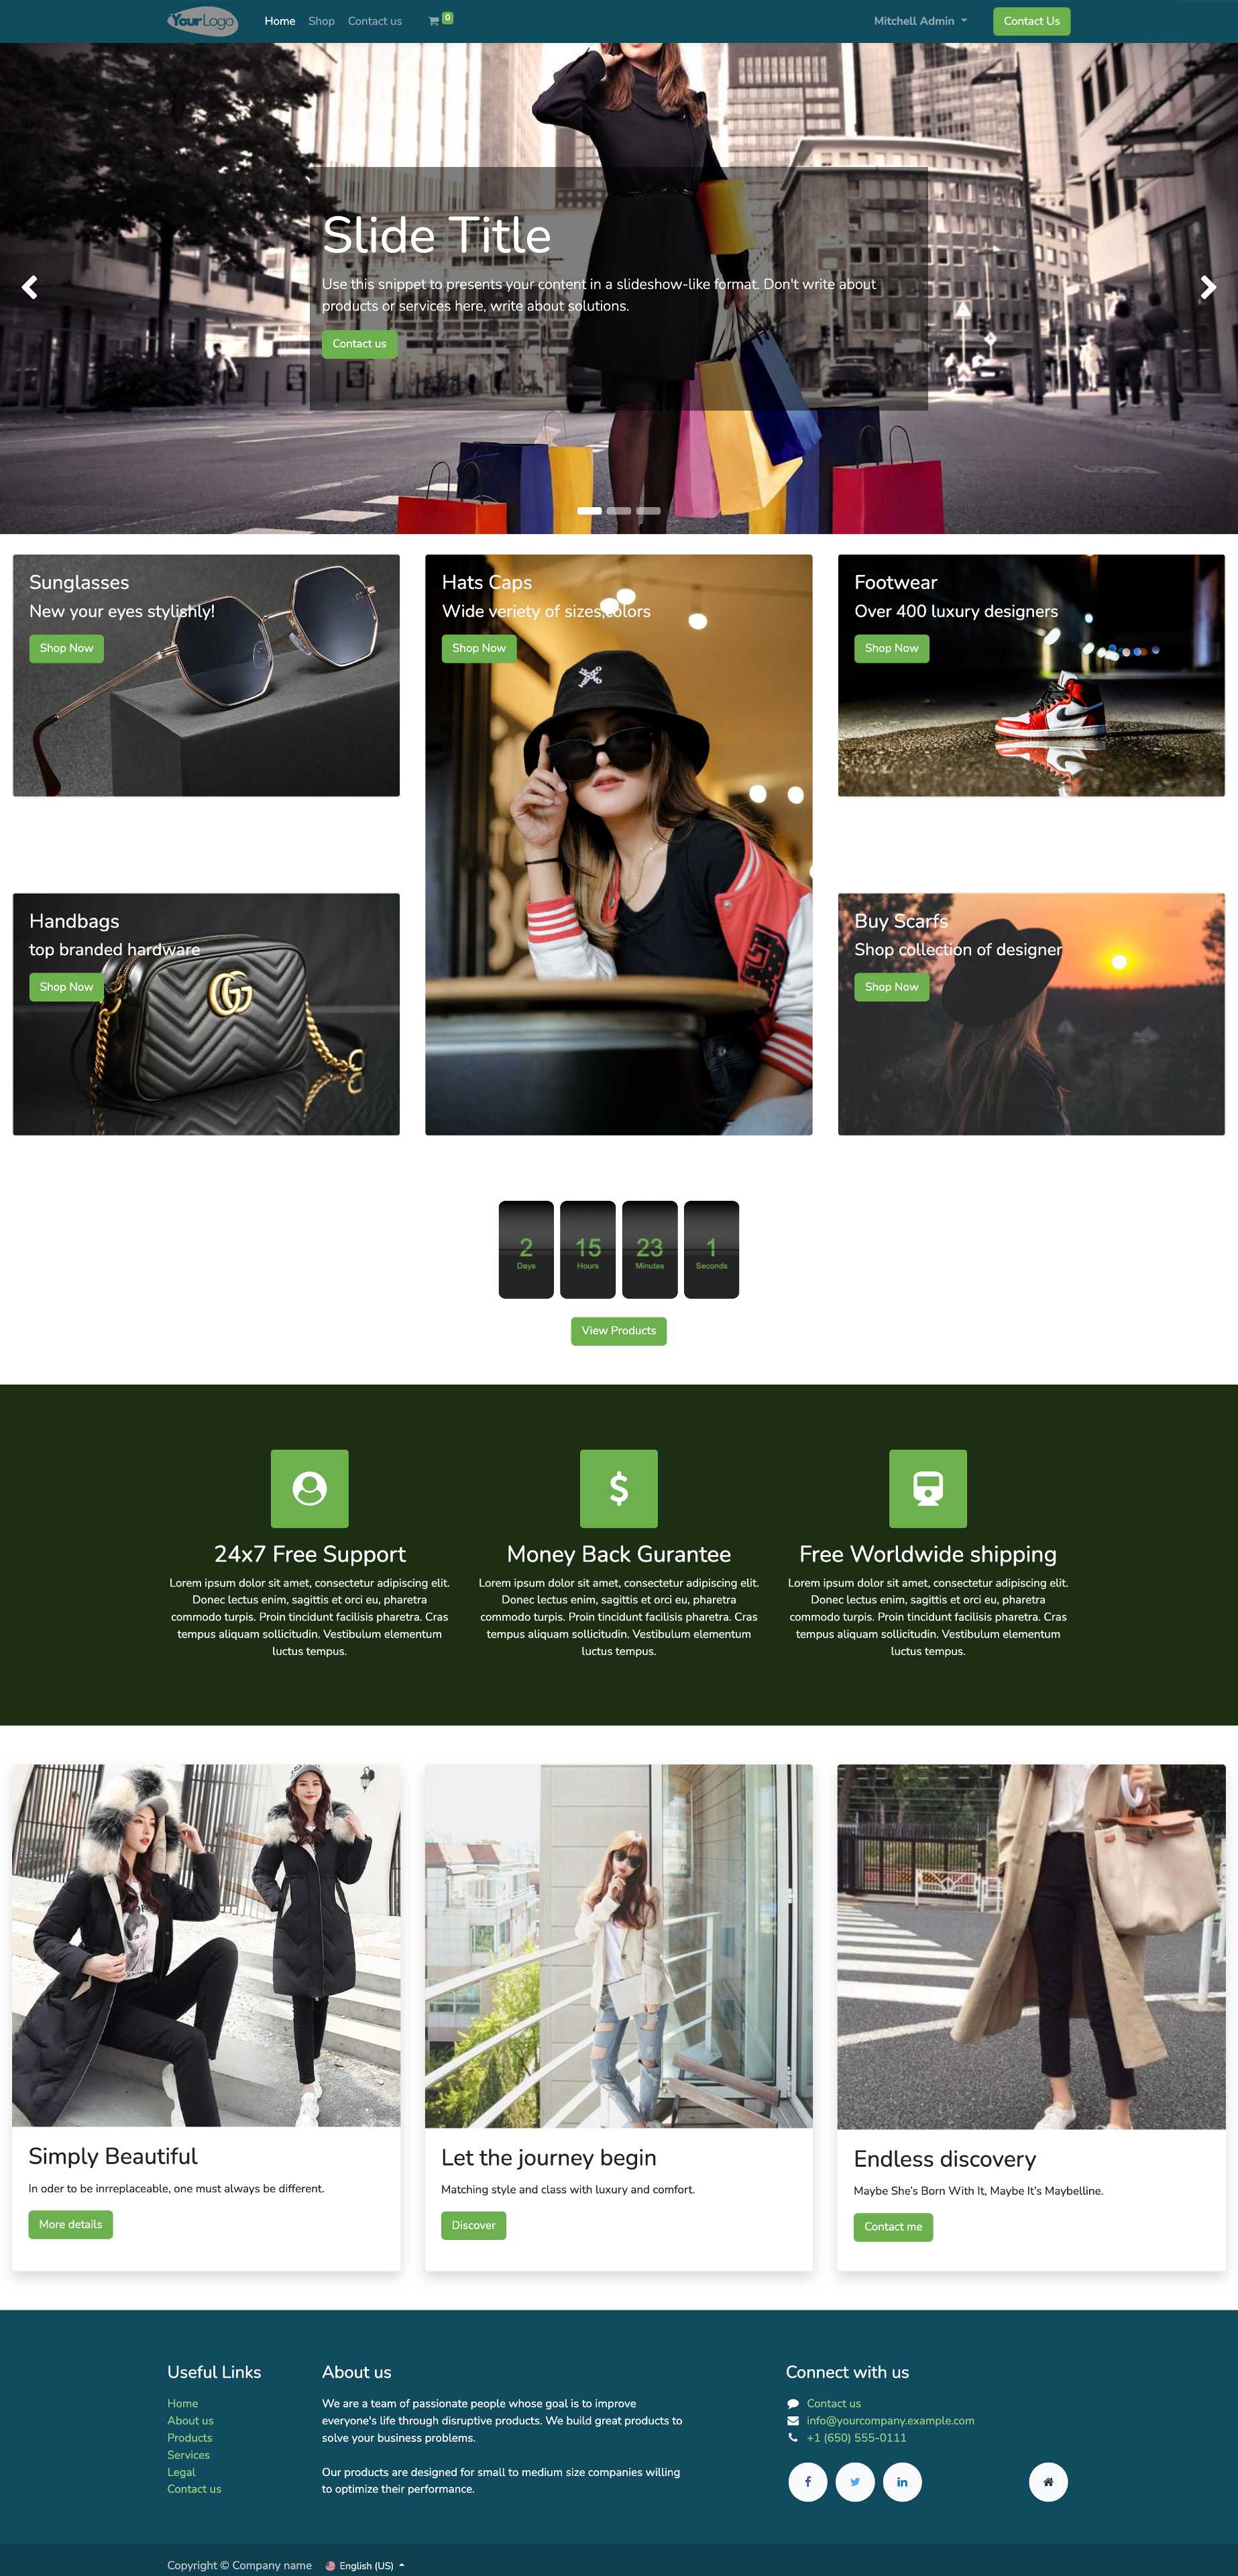 YourLogo
Home
Shop
Contact us
0
Mitchell Admin
Contact Us
Slide Title
Use this snippet to presents your content in a slideshow-like format. Don't write about
products or services here, write about solutions.
Contact us
Sunglasses
New your eyes stylishly!
Shop Now
Hats Caps
Wide veriety of sizes,colors
Shop Now
Footwear
Over 400 luxury designers
Shop Now
Handbags
top branded hardware
Shop Now
Buy Scarfs
Shop collection of designer
Shop Now
2
Days
15
Hours
23
Minutes
1
Seconds
View Products
24x7 Free Support
Lorem ipsum dolor sit amet, consectetur adipiscing elit.
Donec lectus enim, sagittis et orci eu, pharetra
commodo turpis. Proin tincidunt facilisis pharetra. Cras
tempus aliquam sollicitudin. Vestibulum elementum
luctus tempus.
Money Back Gurantee
Lorem ipsum dolor sit amet, consectetur adipiscing elit.
Donec lectus enim, sagittis et orci eu, pharetra
commodo turpis. Proin tincidunt facilisis pharetra. Cras
tempus aliquam sollicitudin. Vestibulum elementum
luctus tempus.
Free Worldwide shipping
Lorem ipsum dolor sit amet, consectetur adipiscing elit.
Donec lectus enim, sagittis et orci eu, pharetra
commodo turpis. Proin tincidunt facilisis pharetra. Cras
tempus aliquam sollicitudin. Vestibulum elementum
luctus tempus.
Simply Beautiful
In oder to be inrreplaceable, one must always be different.
More details
Let the journey begin
Matching style and class with luxury and comfort.
Discover
Endless discovery
Maybe She's Born With It, Maybe It's Maybelline.
Contact me
Useful Links
Home
About us
Products
Services
Legal
Contact us
About us
We are a team of passionate people whose goal is to improve
everyone's life through disruptive products. We build great products to
solve your business problems.
Our products are designed for small to medium size companies willing
to optimize their performance.
Connect with us
Contact us
info@yourcompany.example.com
+1 (650) 555-0111
Copyright © Company name
English (US)